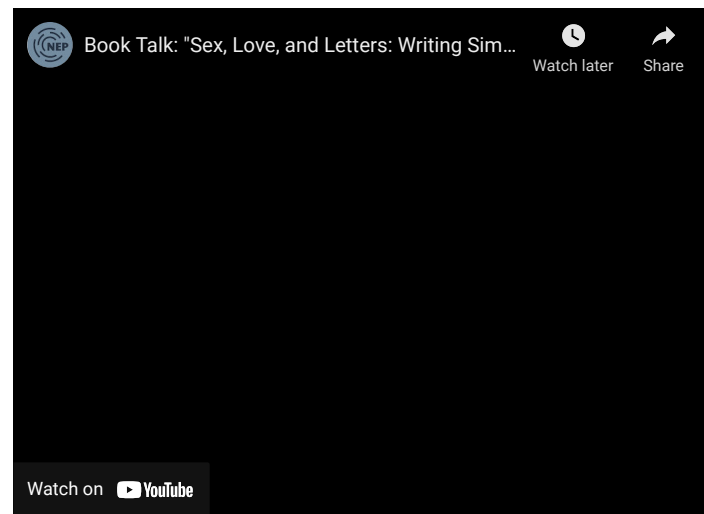 NEP
Book Talk: "Sex, Love, and Letters: Writing Sim...
Watch later
Share
Watch on YouTube